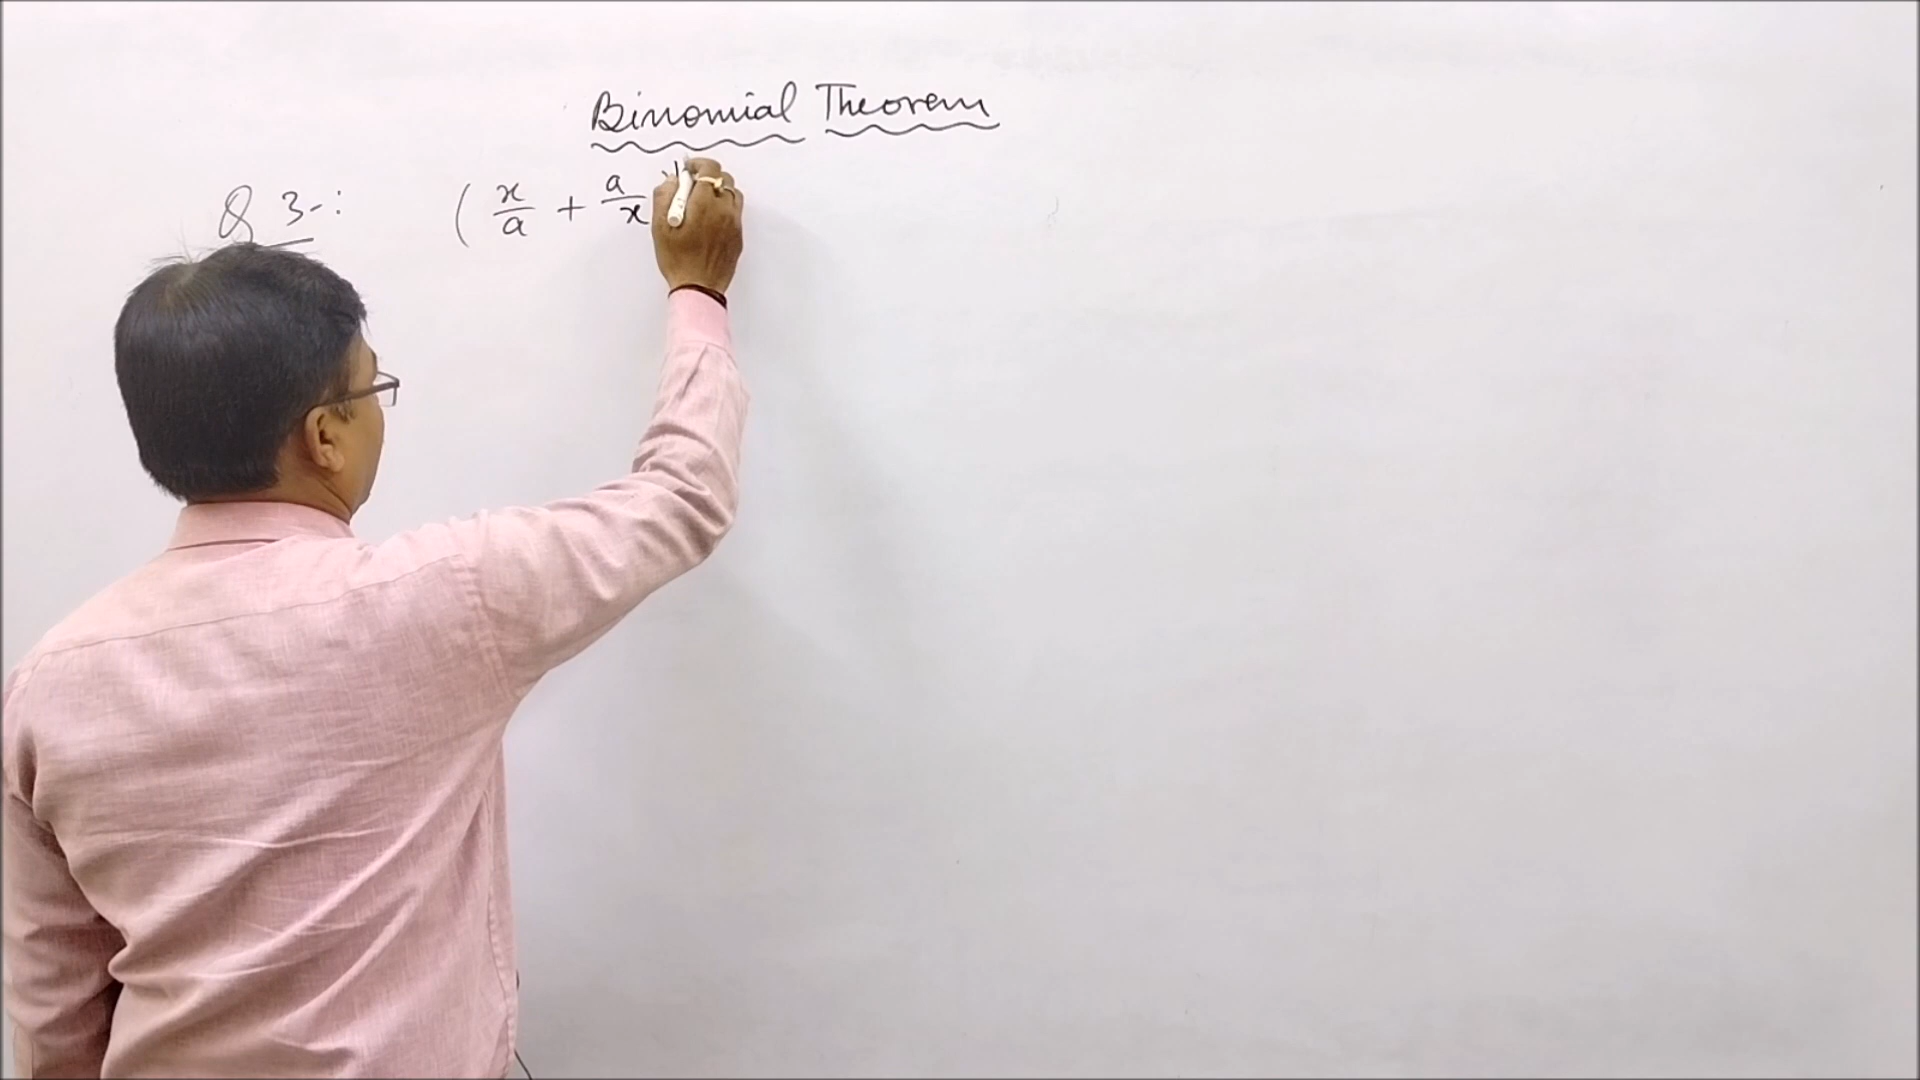 Binomial Theorem
Q 3-: ( x/a + a/x